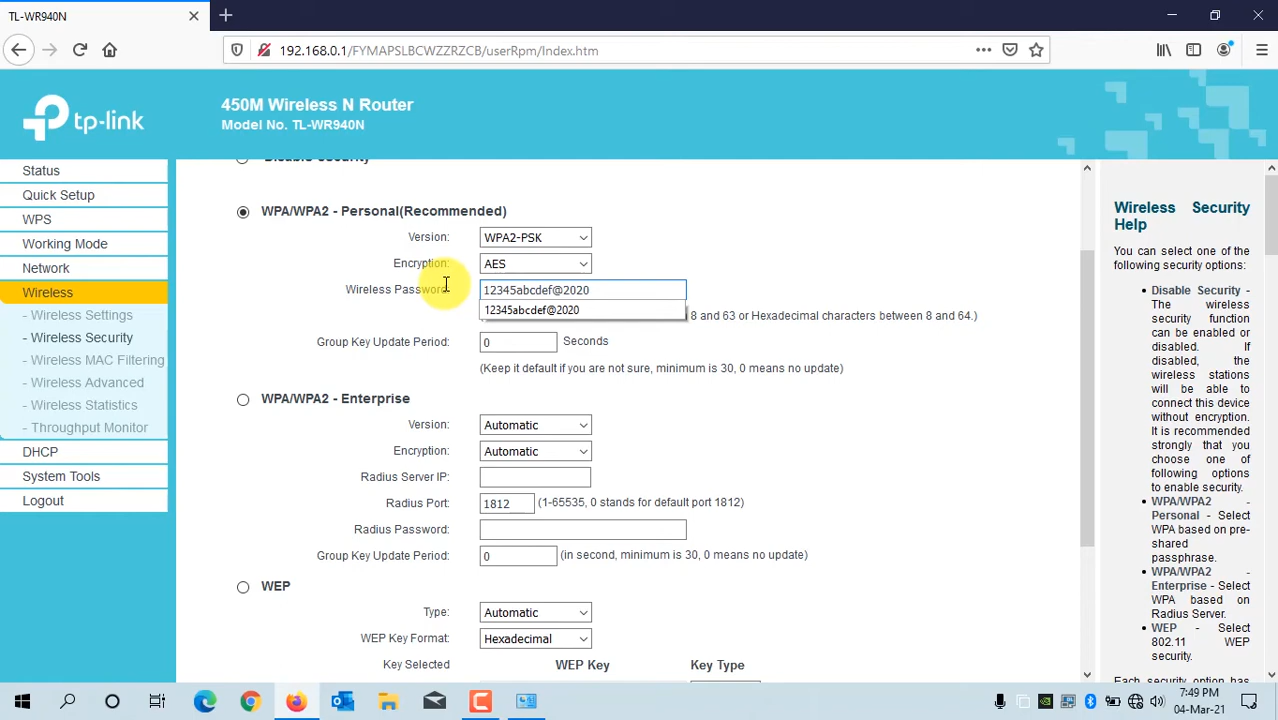 TL-WR940N
192.168.0.1/FYMAPSLBCWZZRZCB/userRpm/Index.htm
tp-link
450M Wireless N Router
Model No. TL-WR940N
Status
Quick Setup
WPS
Working Mode
Network
Wireless
- Wireless Settings
- Wireless Security
- Wireless MAC Filtering
- Wireless Advanced
- Wireless Statistics
- Throughput Monitor
DHCP
System Tools
Logout
Disable Security
WPA/WPA2 - Personal(Recommended)
Version: WPA2-PSK
Encryption: AES
Wireless Password: 12345abcdef@2020
12345abcdef@2020
8 and 63 or Hexadecimal characters between 8 and 64.)
Group Key Update Period: 0 Seconds
(Keep it default if you are not sure, minimum is 30, 0 means no update)
WPA/WPA2 - Enterprise
Version: Automatic
Encryption: Automatic
Radius Server IP:
Radius Port: 1812 (1-65535, 0 stands for default port 1812)
Radius Password:
Group Key Update Period: 0 (in second, minimum is 30, 0 means no update)
WEP
Type: Automatic
WEP Key Format: Hexadecimal
Key Selected WEP Key Key Type
Wireless Security
Help
You can select one of
the following security
options:
Disable Security -
The wireless
security function
can be enabled or
disabled. If
disabled, the
wireless stations
will be able to
connect this device
without encryption.
It is recommended
strongly that you
choose one of
following options
to enable security.
WPA/WPA2 -
Personal - Select
WPA based on pre-
shared
passphrase.
WPA/WPA2 -
Enterprise - Select
WPA based on
Radius Server.
WEP - Select
802.11 WEP
security.
Each security option has
7:49 PM
04-Mar-21